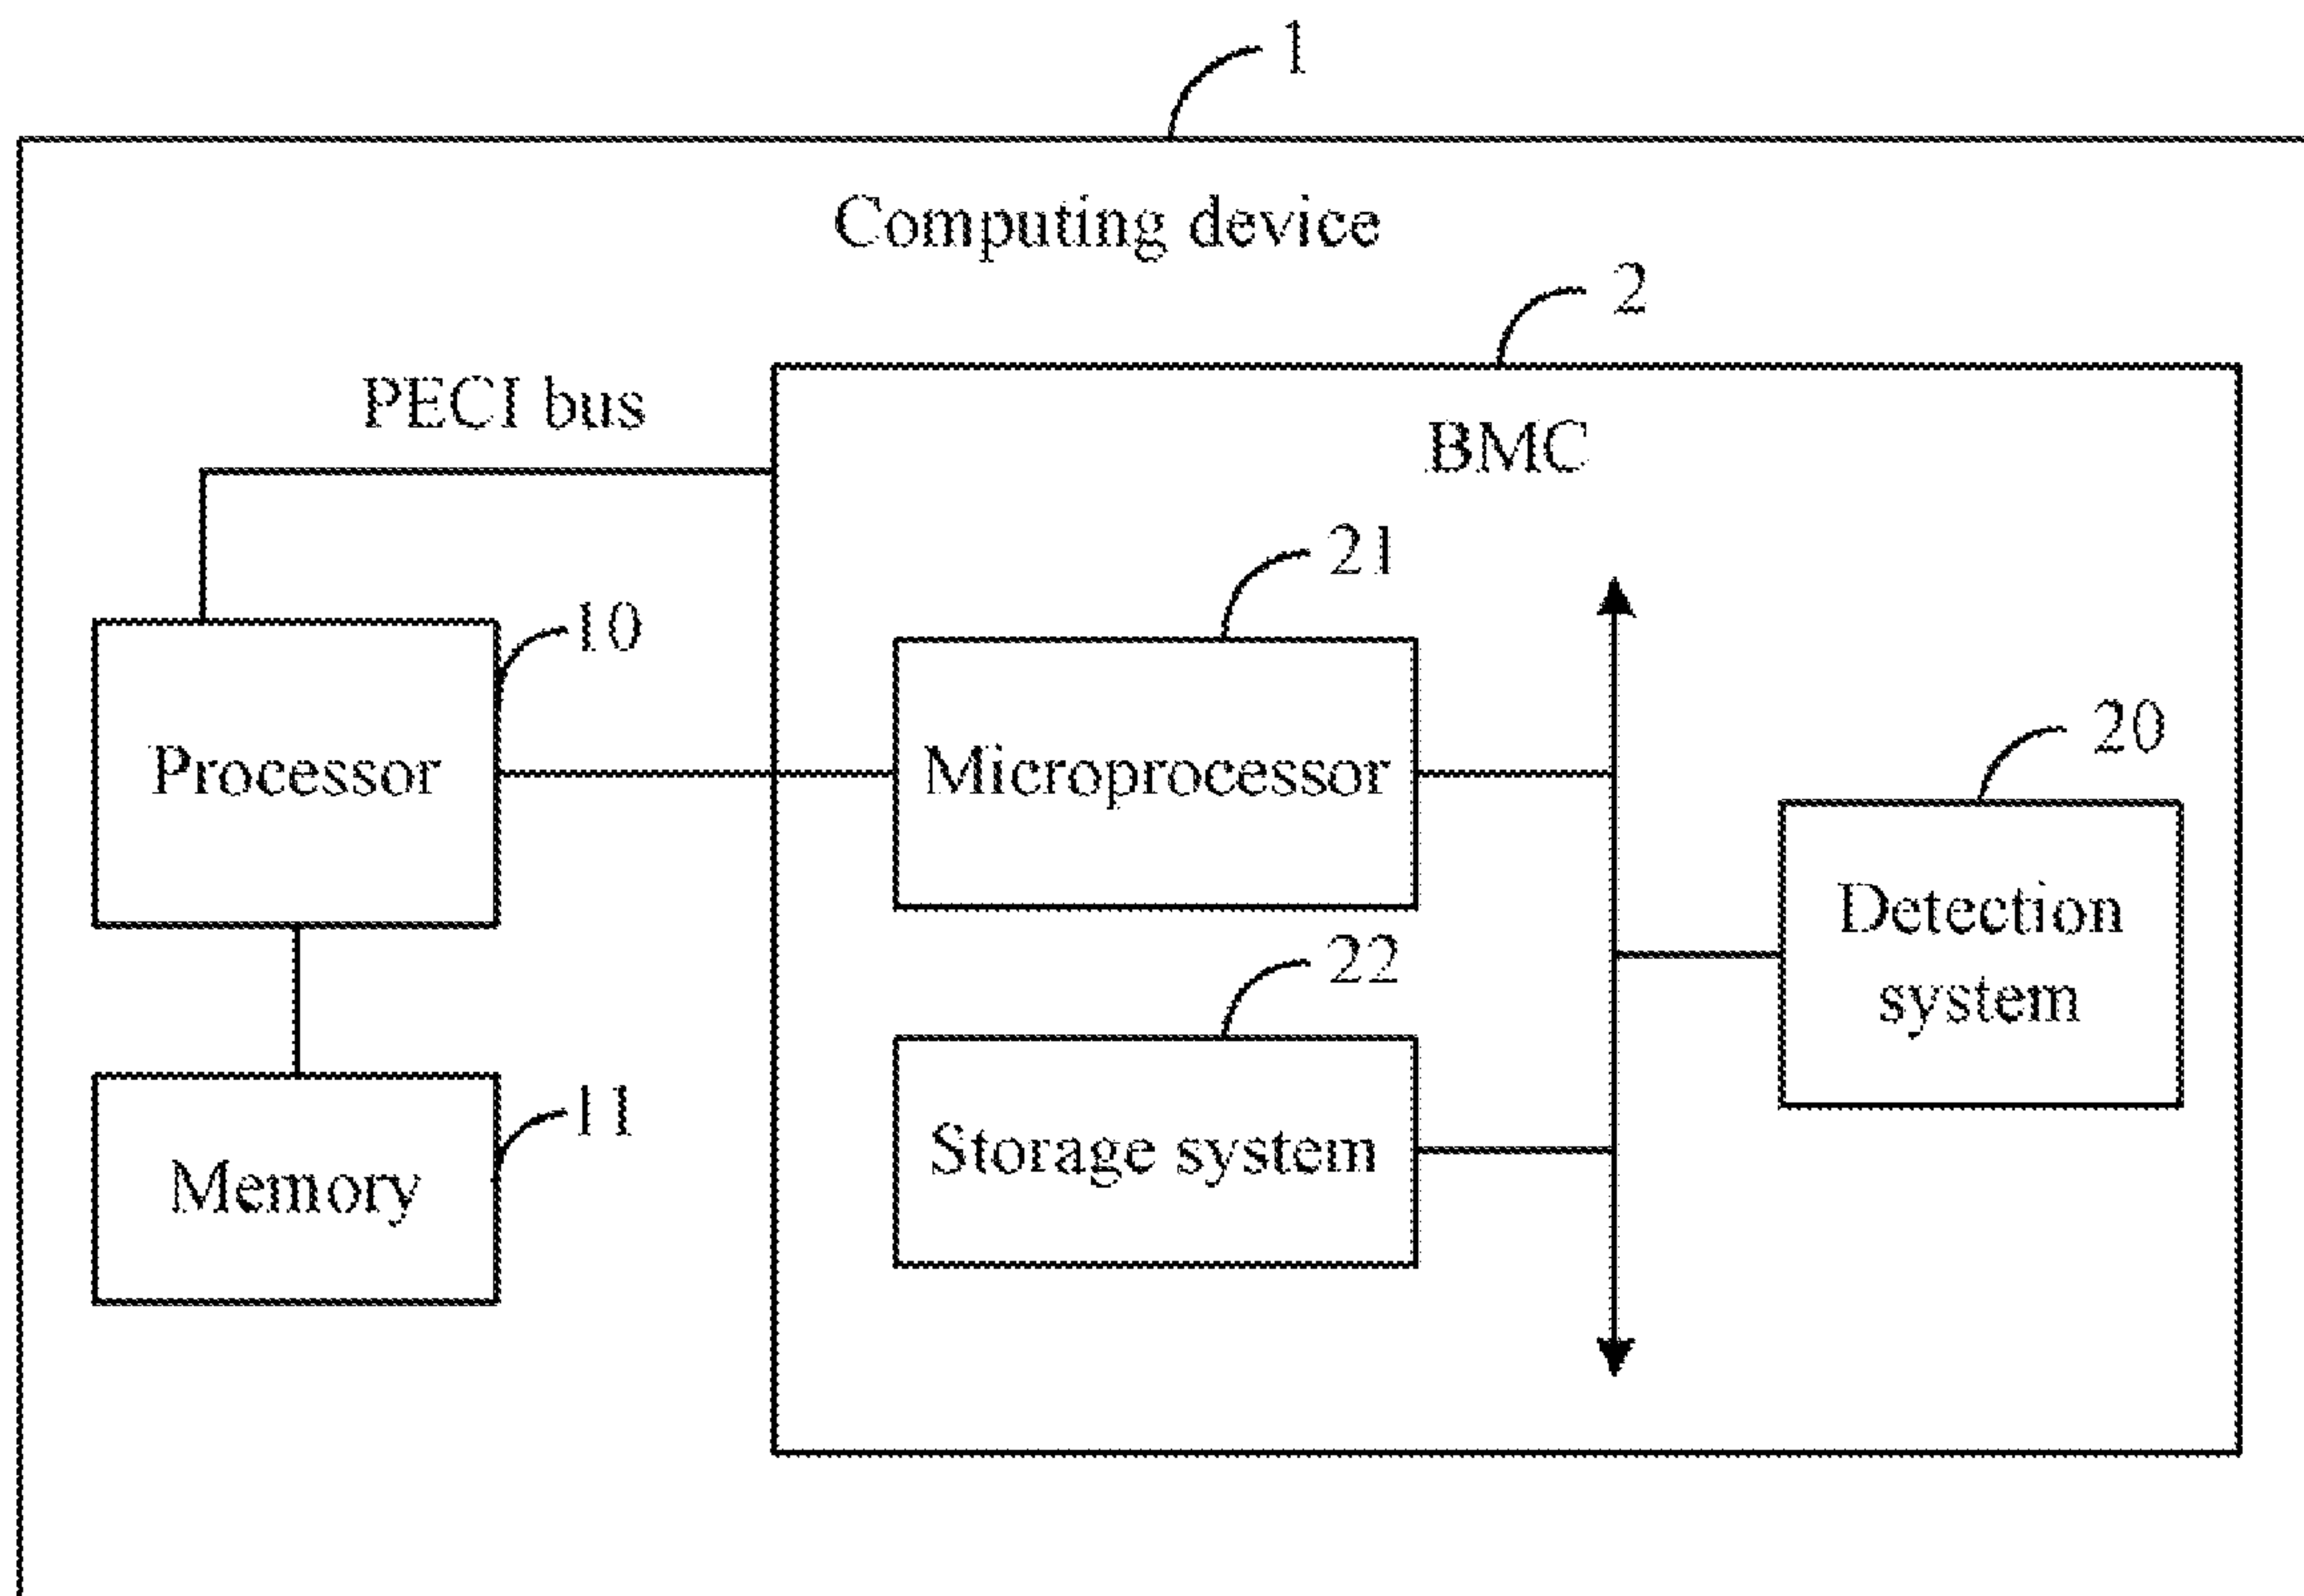 1
Computing device
2
PECI bus
BMC
21
10
20
Processor
Microprocessor
Detection
system
22
11
Storage system
Memory